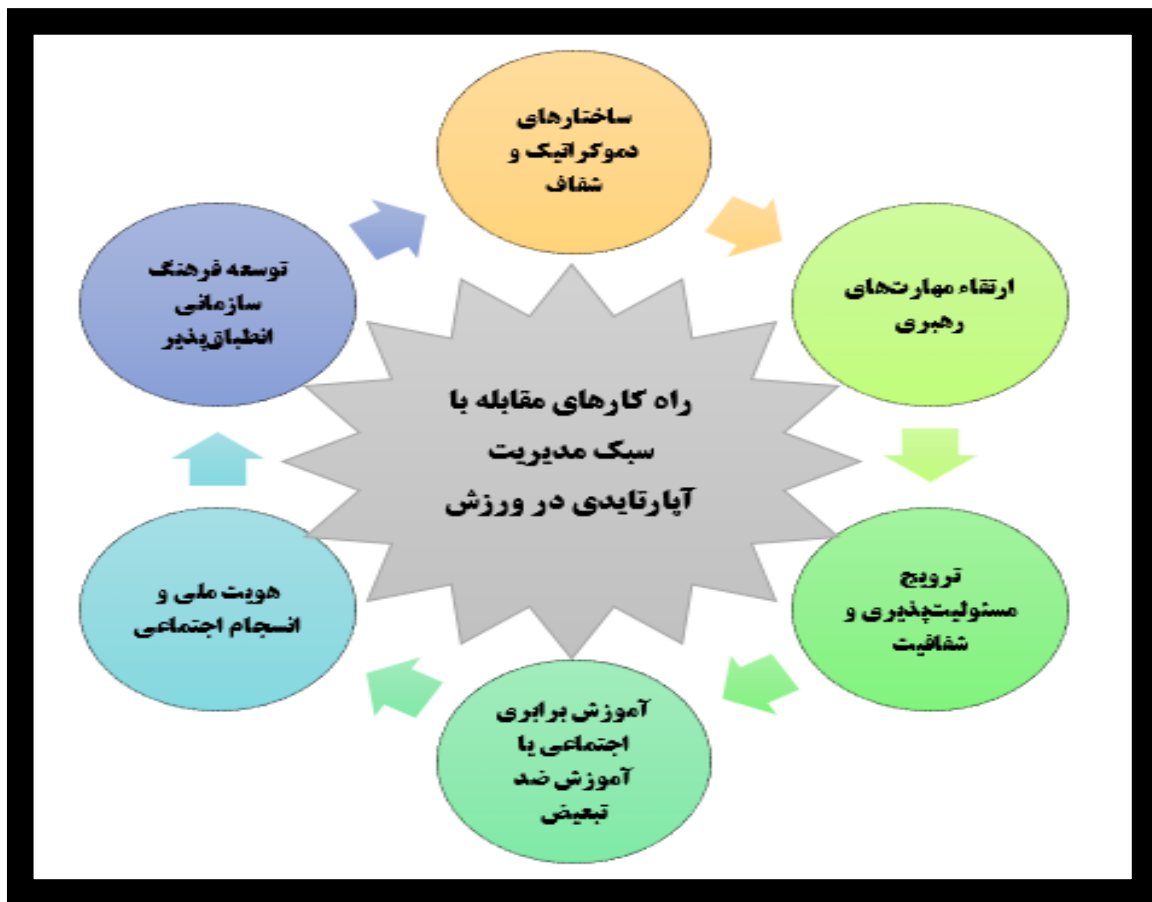 ساختارهای
دموکراتیک و
شفاف
ارتقاء مهارت‌های
رهبری
ترویج
مسئولیت‌پذیری و
شفافیت
آموزش برابری
اجتماعی یا
آموزش ضد
تبعیض
هویت ملی و
انسجام اجتماعی
توسعه فرهنگ
سازمانی
انطباق‌پذیر
راه کارهای مقابله با
سبک مدیریت
آپارتایدی در ورزش